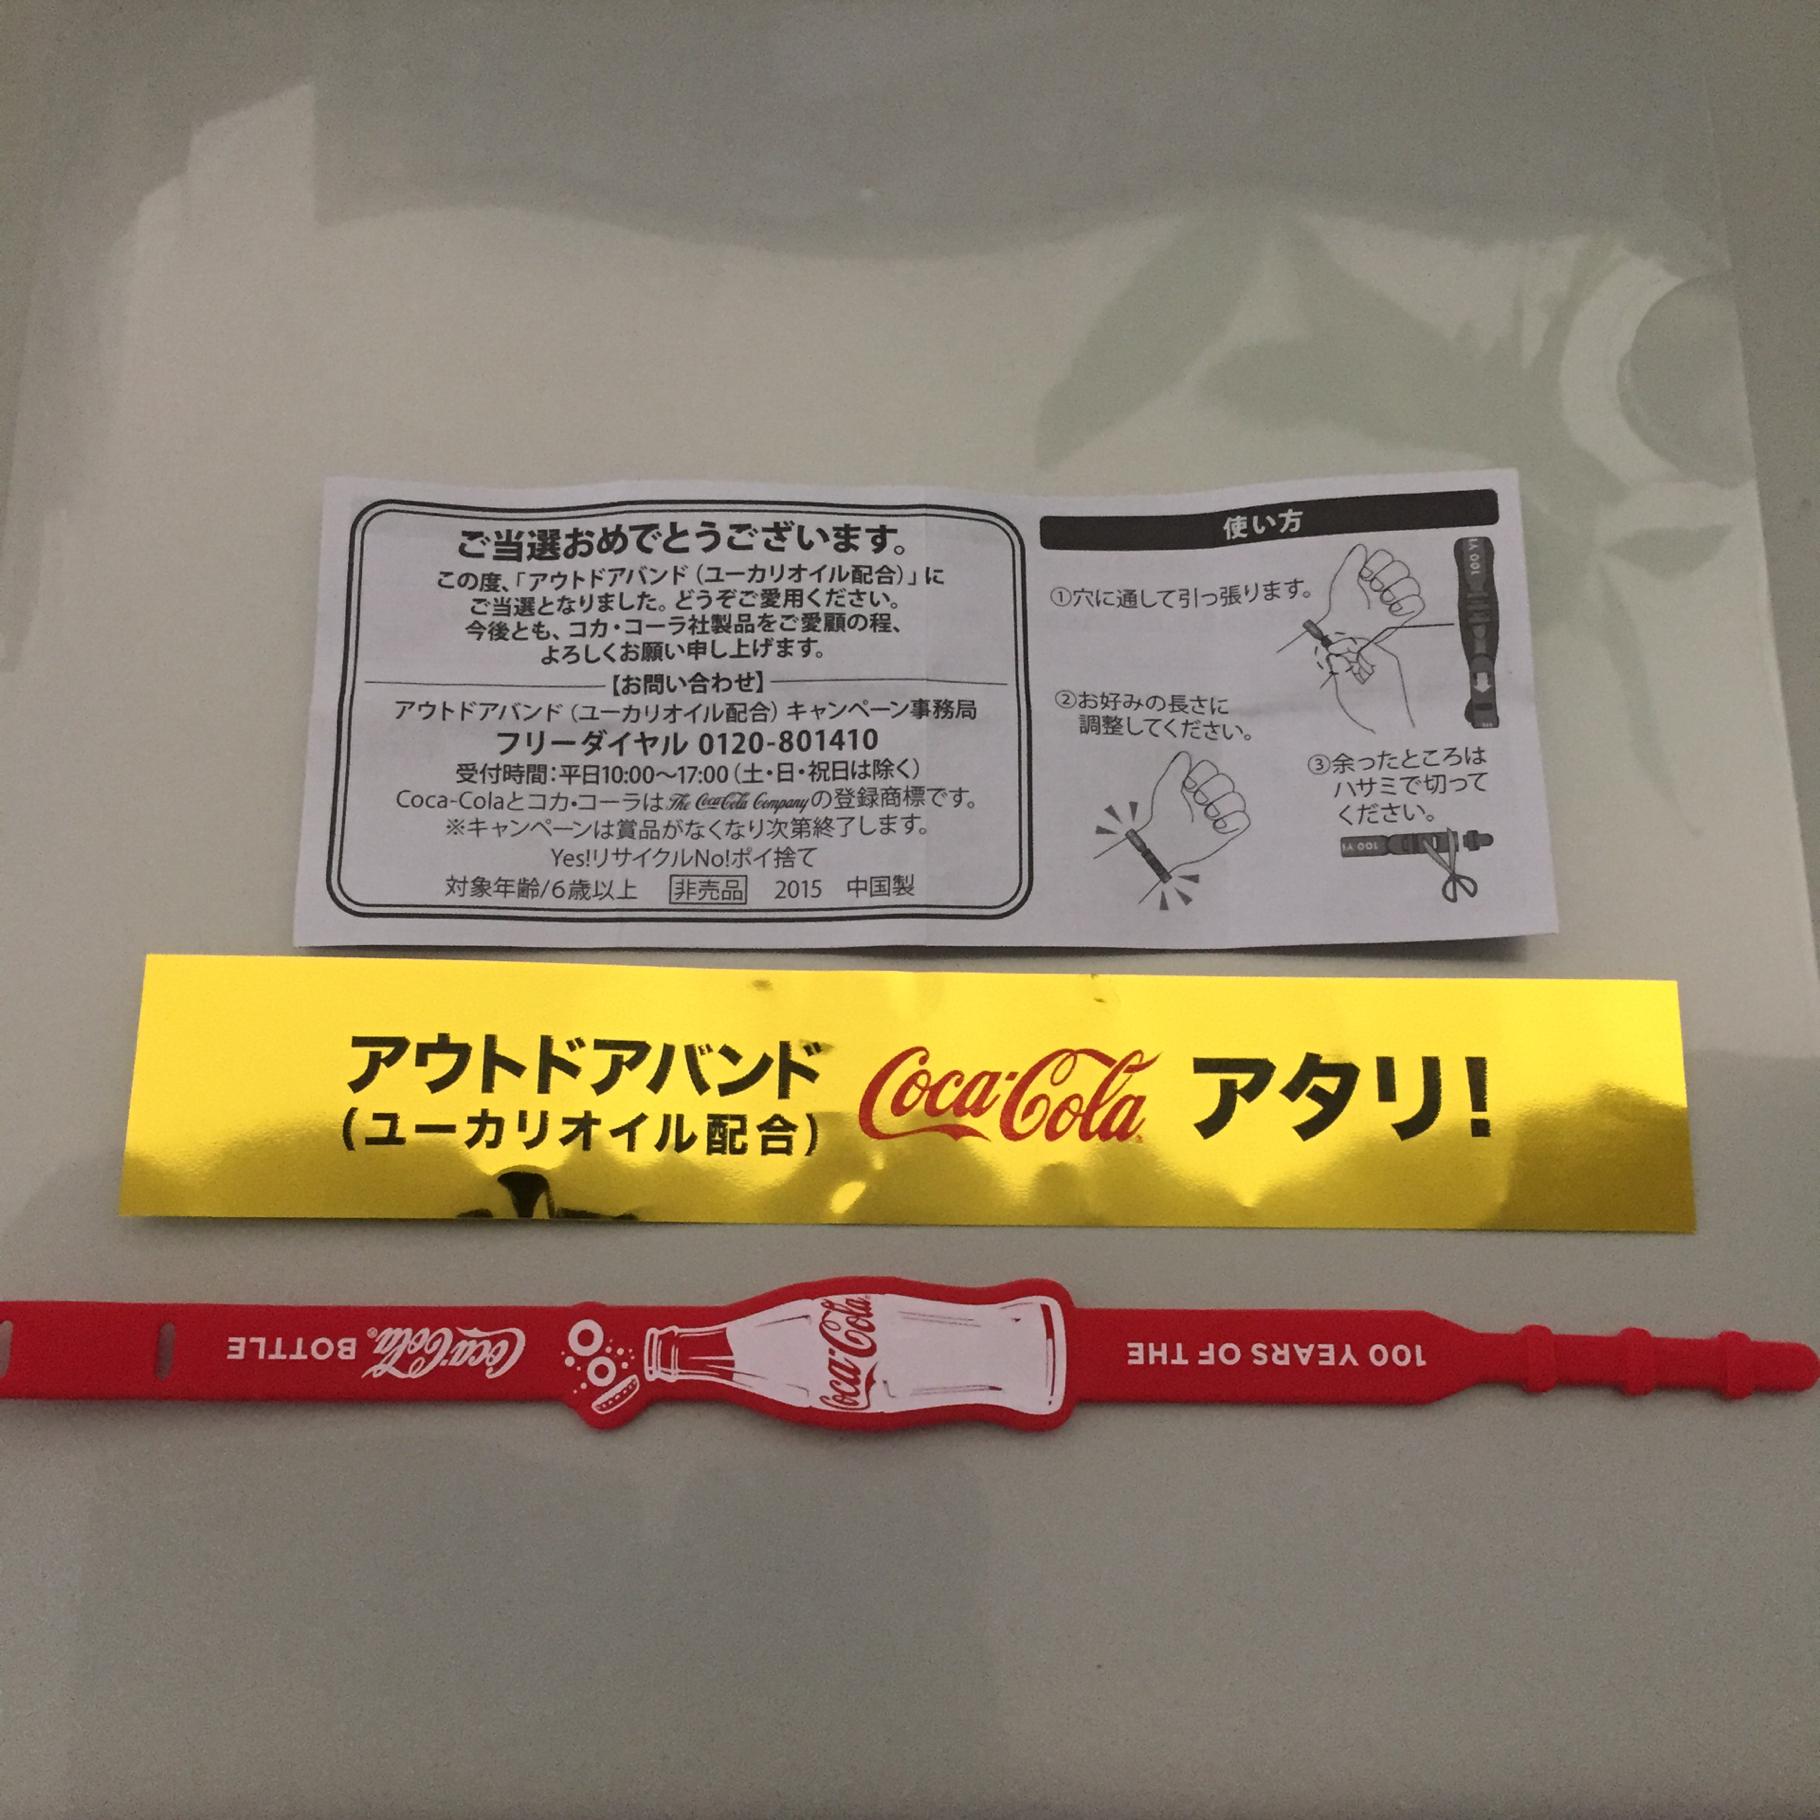 ご当選おめでとうございます。
この度、「アウトドアバンド（ユーカリオイル配合）」に
ご当選となりました。どうぞご愛用ください。
今後とも、コカ・コーラ社製品をご愛顧の程、
よろしくお願い申し上げます。
【お問い合わせ】
アウトドアバンド（ユーカリオイル配合）キャンペーン事務局
フリーダイヤル 0120-801410
受付時間：平日10:00〜17:00（土・日・祝日は除く）
Coca-Colaとコカ・コーラはThe Coca-Cola Companyの登録商標です。
※キャンペーンは賞品がなくなり次第終了します。
Yes!リサイクルNo!ポイ捨て
対象年齢/6歳以上 非売品 2015 中国製
使い方
①穴に通して引っ張ります。
100 YE
②お好みの長さに
調整してください。
③余ったところは
ハサミで切って
ください。
100 YE
アウトドアバンド
（ユーカリオイル配合）
Coca-Cola アタリ!
100 YEARS OF THE
Coca-Cola
Coca-Cola® BOTTLE